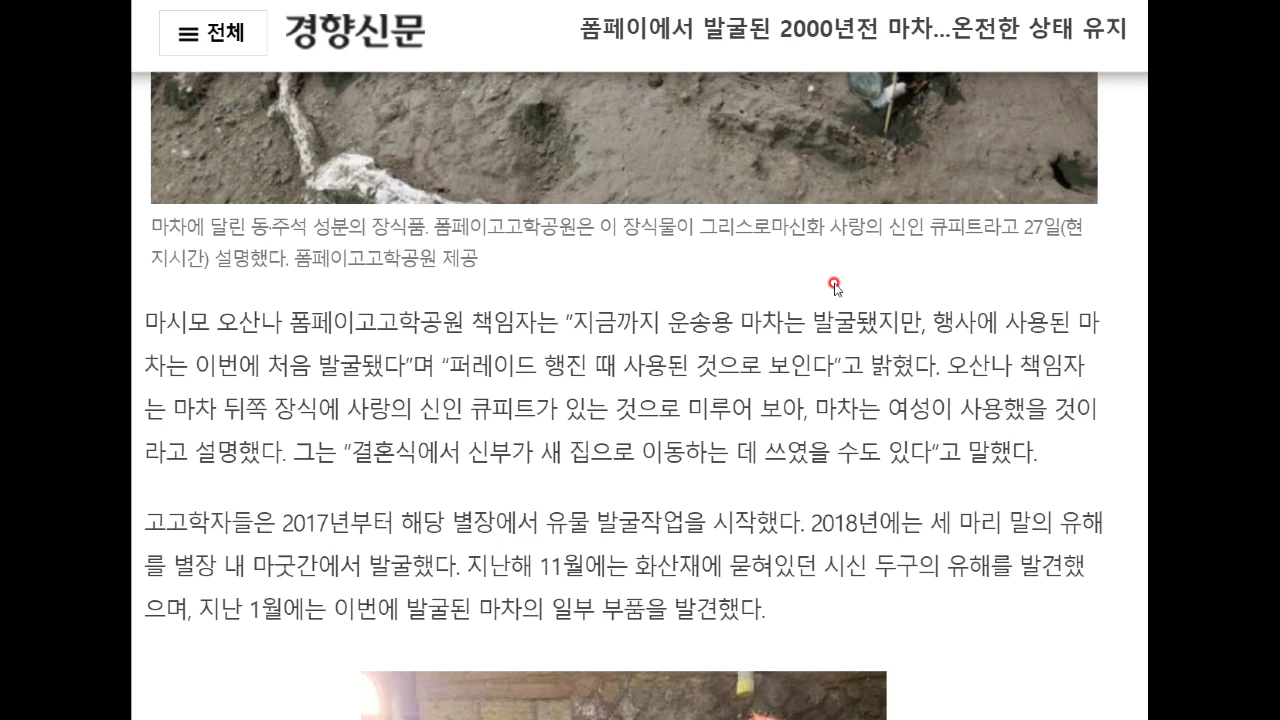 전체
경향신문
폼페이에서 발굴된 2000년전 마차...온전한 상태 유지
마차에 달린 동·주석 성분의 장식품. 폼페이고고학공원은 이 장식물이 그리스로마신화 사랑의 신인 큐피트라고 27일(현
지시간) 설명했다. 폼페이고고학공원 제공
마시모 오산나 폼페이고고학공원 책임자는 "지금까지 운송용 마차는 발굴됐지만, 행사에 사용된 마
차는 이번에 처음 발굴됐다”며 “퍼레이드 행진 때 사용된 것으로 보인다”고 밝혔다. 오산나 책임자
는 마차 뒤쪽 장식에 사랑의 신인 큐피트가 있는 것으로 미루어 보아, 마차는 여성이 사용했을 것이
라고 설명했다. 그는 ”결혼식에서 신부가 새 집으로 이동하는 데 쓰였을 수도 있다“고 말했다.
고고학자들은 2017년부터 해당 별장에서 유물 발굴작업을 시작했다. 2018년에는 세 마리 말의 유해
를 별장 내 마굿간에서 발굴했다. 지난해 11월에는 화산재에 묻혀있던 시신 두구의 유해를 발견했
으며, 지난 1월에는 이번에 발굴된 마차의 일부 부품을 발견했다.